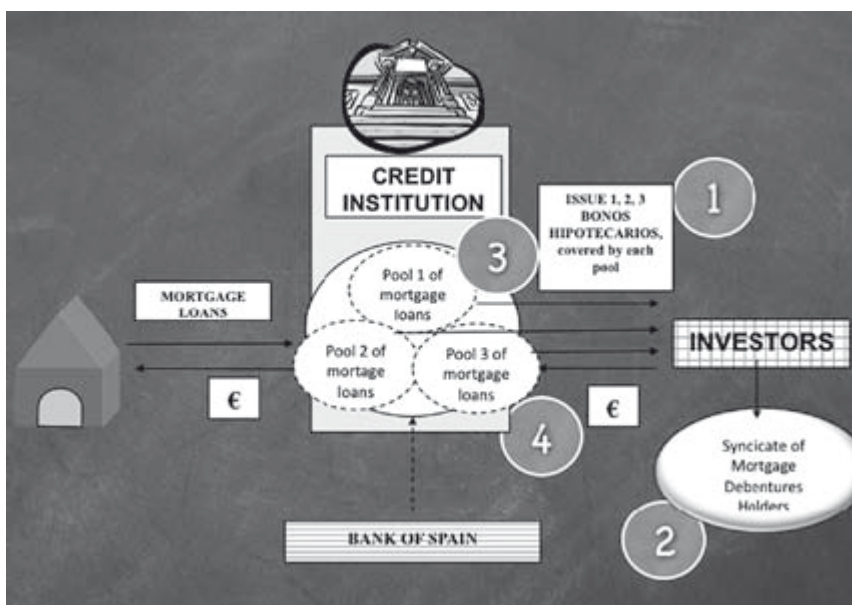 CREDIT
INSTITUTION
ISSUE 1, 2, 3
BONOS
HIPOTECARIOS,
covered by each
pool
1
3
Pool 1 of
mortgage
loans
MORTGAGE
LOANS
Pool 2 of
mortage
loans
Pool 3 of
mortgage
loans
INVESTORS
€
€
4
Syncicate of
Mortgage
Debentures
Holders
2
BANK OF SPAIN